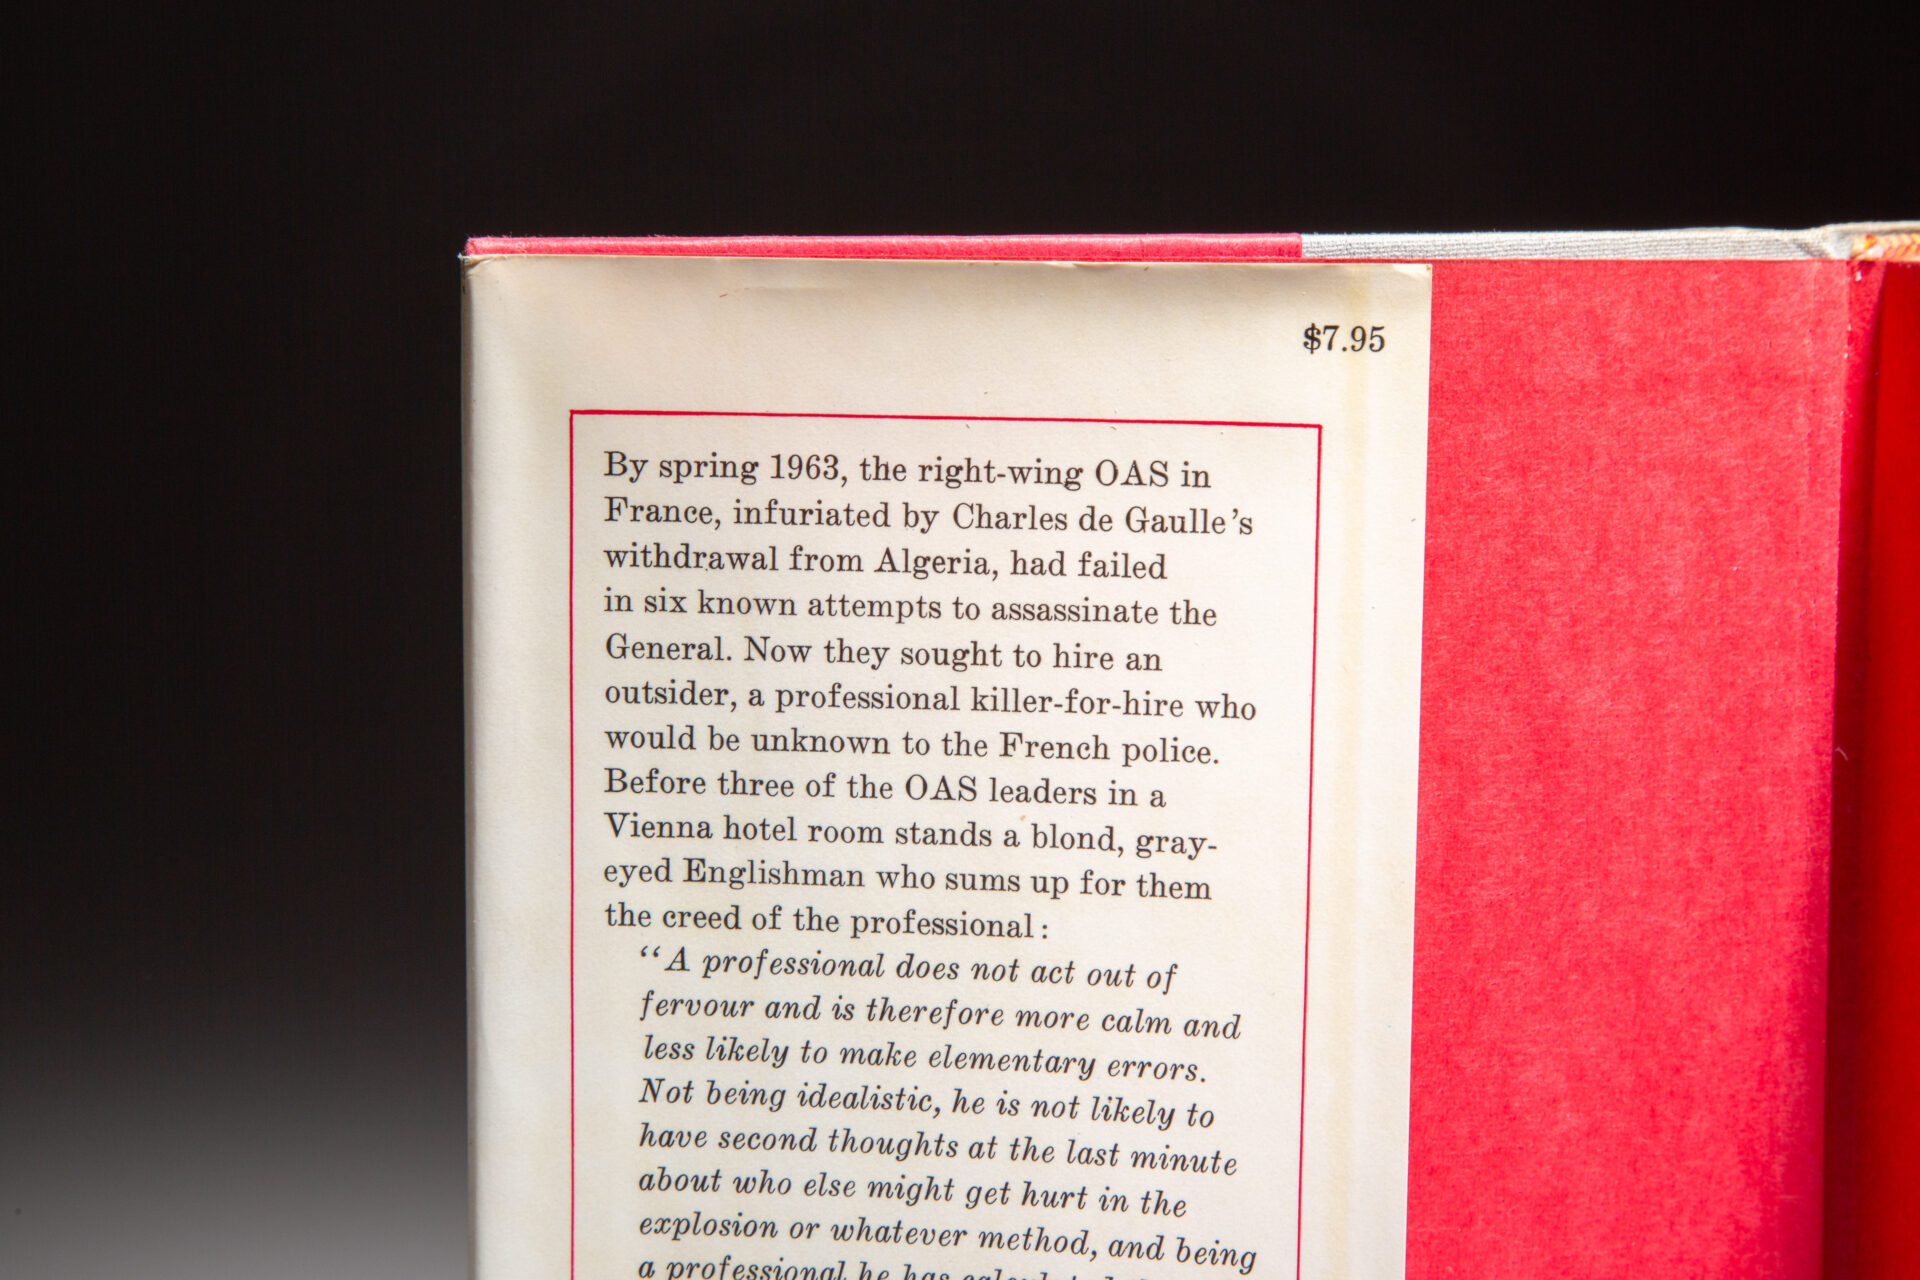 $7.95
By spring 1963, the right-wing OAS in
France, infuriated by Charles de Gaulle's
withdrawal from Algeria, had failed
in six known attempts to assassinate the
General. Now they sought to hire an
outsider, a professional killer-for-hire who
would be unknown to the French police.
Before three of the OAS leaders in a
Vienna hotel room stands a blond, gray-
eyed Englishman who sums up for them
the creed of the professional:
"A professional does not act out of
fervour and is therefore more calm and
less likely to make elementary errors.
Not being idealistic, he is not likely to
have second thoughts at the last minute
about who else might get hurt in the
explosion or whatever method, and being
a professional he has